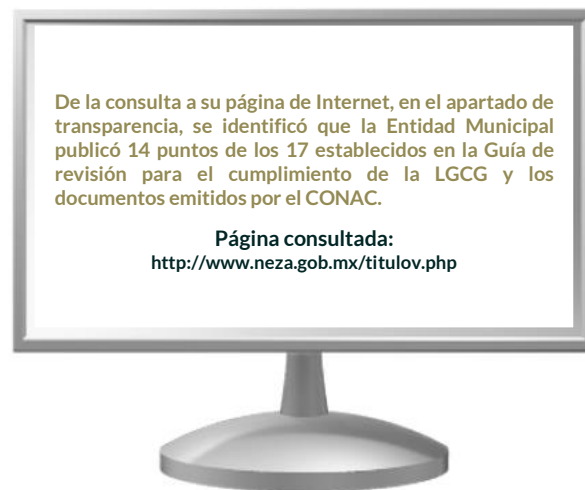 De la consulta a su página de Internet, en el apartado de
transparencia, se identificó que la Entidad Municipal
publicó 14 puntos de los 17 establecidos en la Guía de
revisión para el cumplimiento de la LGCG y los
documentos emitidos por el CONAC.
Página consultada:
http://www.neza.gob.mx/titulov.php